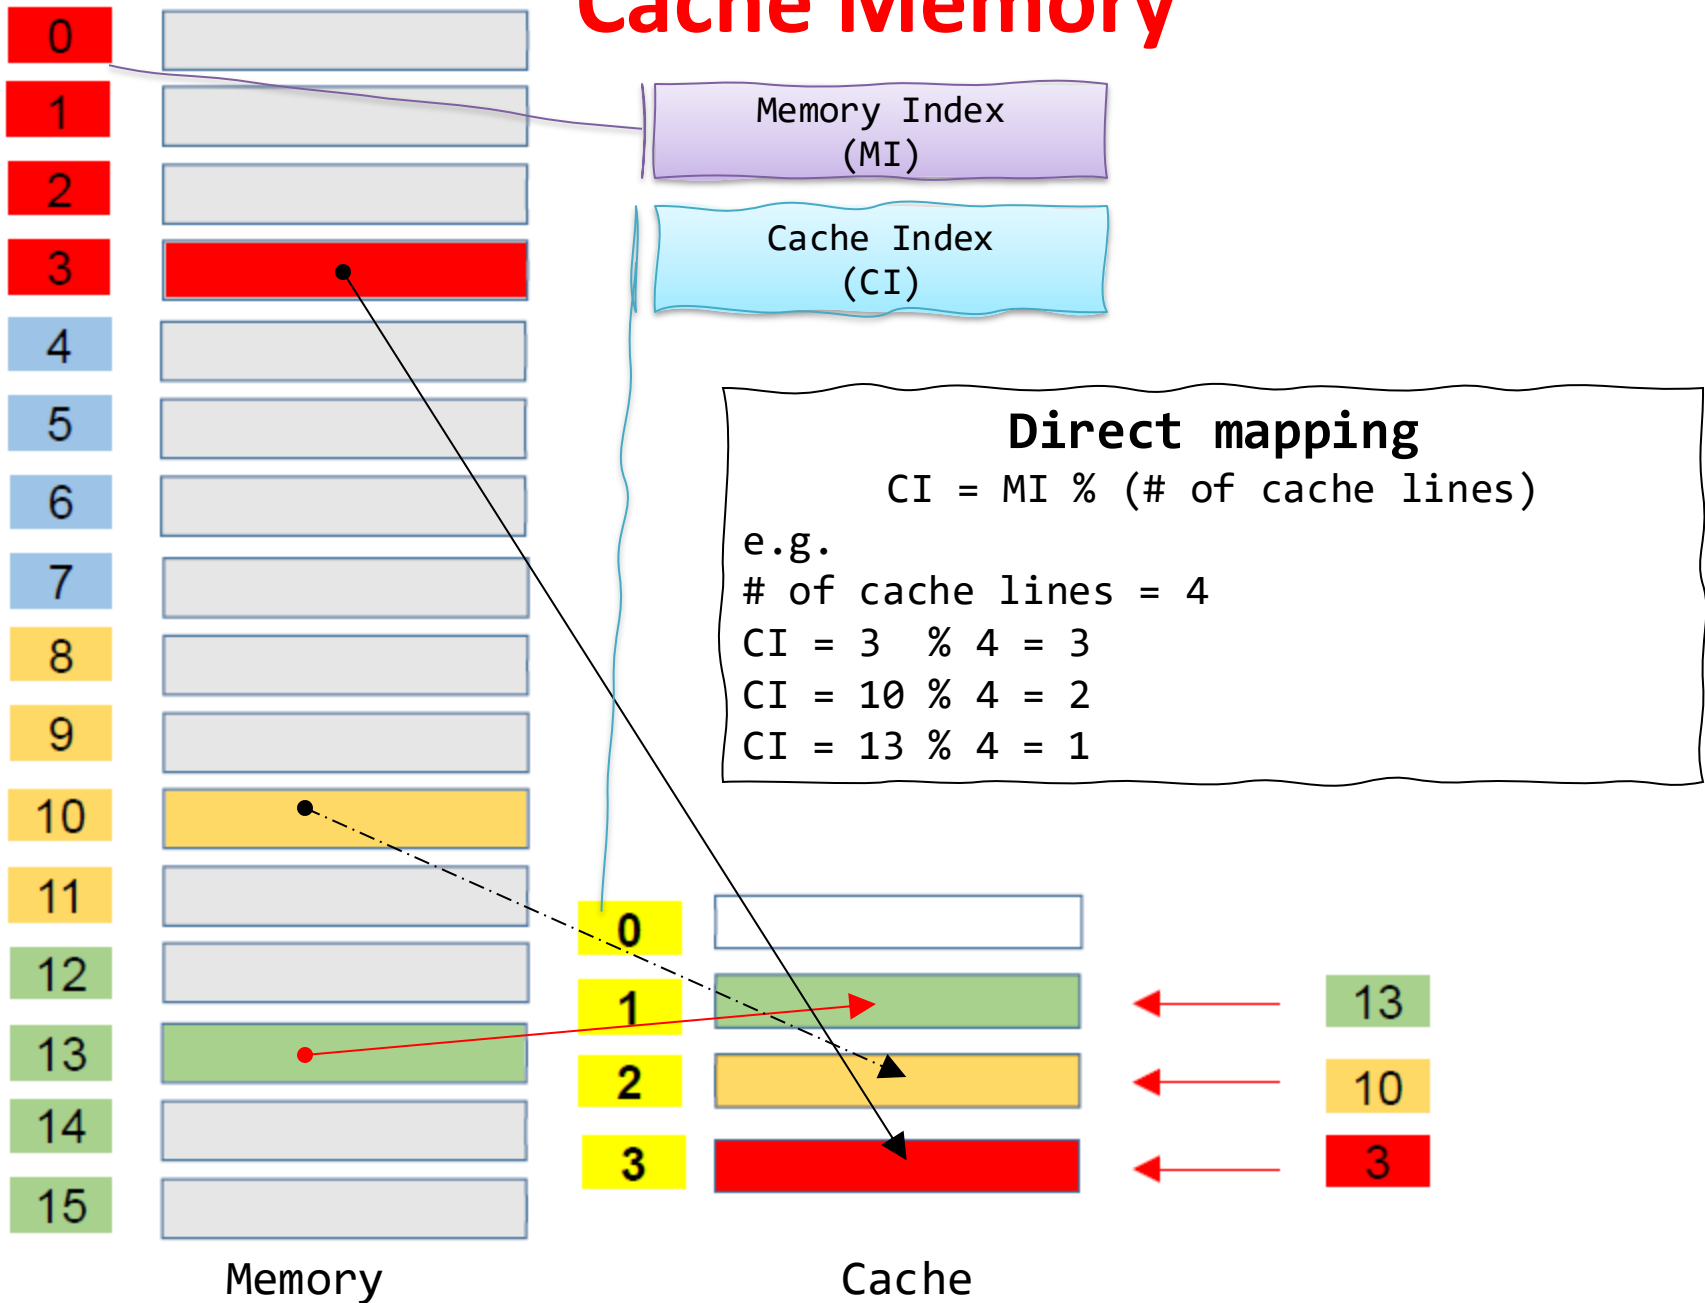 Cache Memory
0
1
2
3
4
5
6
7
8
9
10
11
12
13
14
15
Memory
Memory Index
(MI)
Cache Index
(CI)
Direct mapping
CI = MI % (# of cache lines)
e.g.
# of cache lines = 4
CI = 3  % 4 = 3
CI = 10 % 4 = 2
CI = 13 % 4 = 1
0
1
2
3
13
10
3
Cache